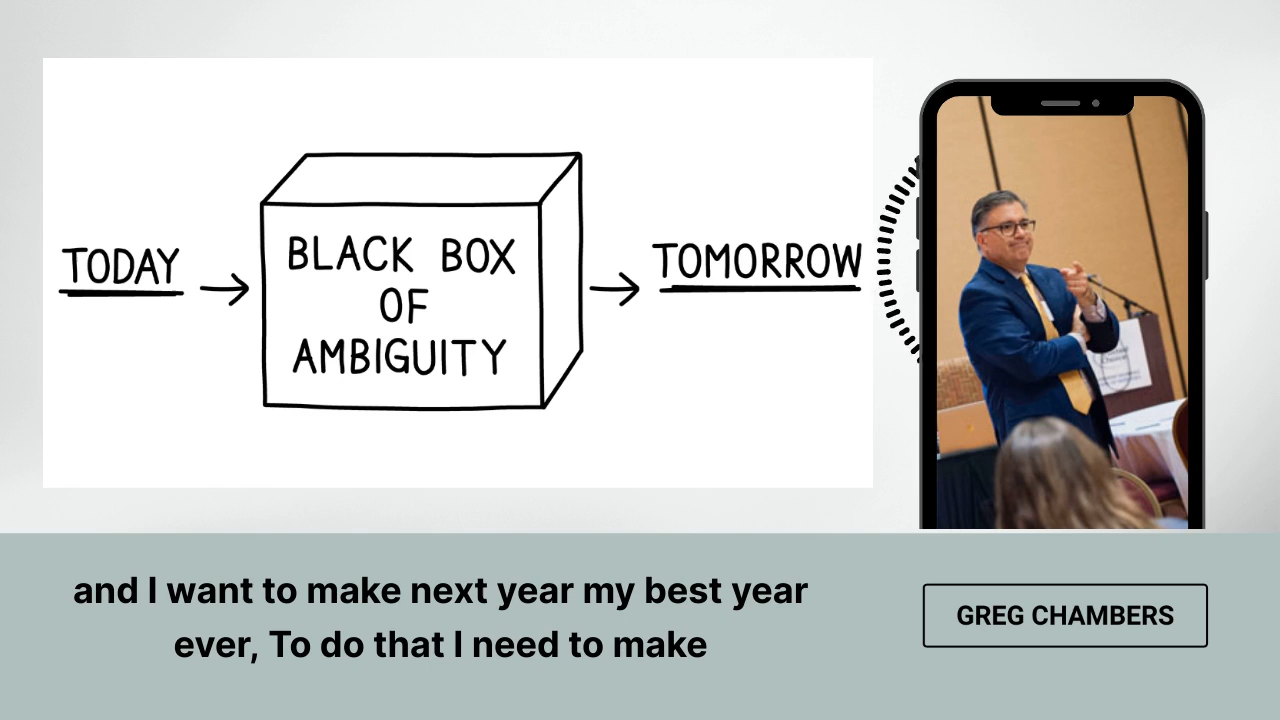 TODAY
BLACK BOX
OF
AMBIGUITY
TOMORROW
and I want to make next year my best year
ever, To do that I need to make
GREG CHAMBERS